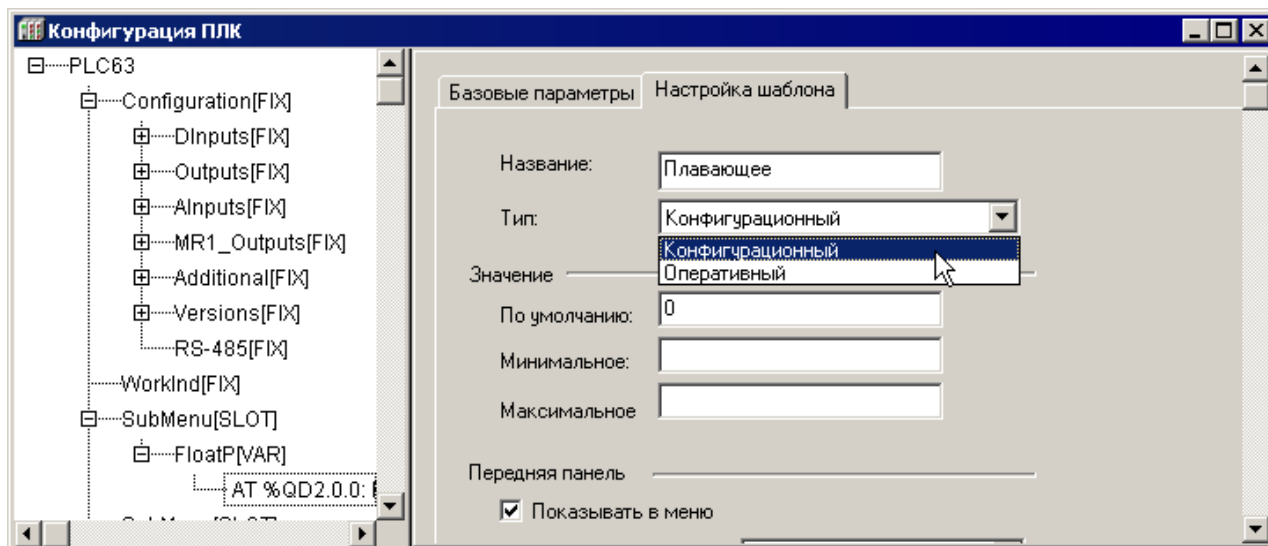 Конфигурация ПЛК
PLC63
Configuration[FIX]
DInputs[FIX]
Outputs[FIX]
AInputs[FIX]
MR1_Outputs[FIX]
Additional[FIX]
Versions[FIX]
RS-485[FIX]
WorkInd[FIX]
SubMenu[SLOT]
FloatP[VAR]
AT %QD2.0.0:
Базовые параметры
Настройка шаблона
Название:
Плавающее
Тип:
Конфигурационный
Конфигурационный
Оперативный
Значение
По умолчанию:
0
Минимальное:
Максимальное
Передняя панель
Показывать в меню